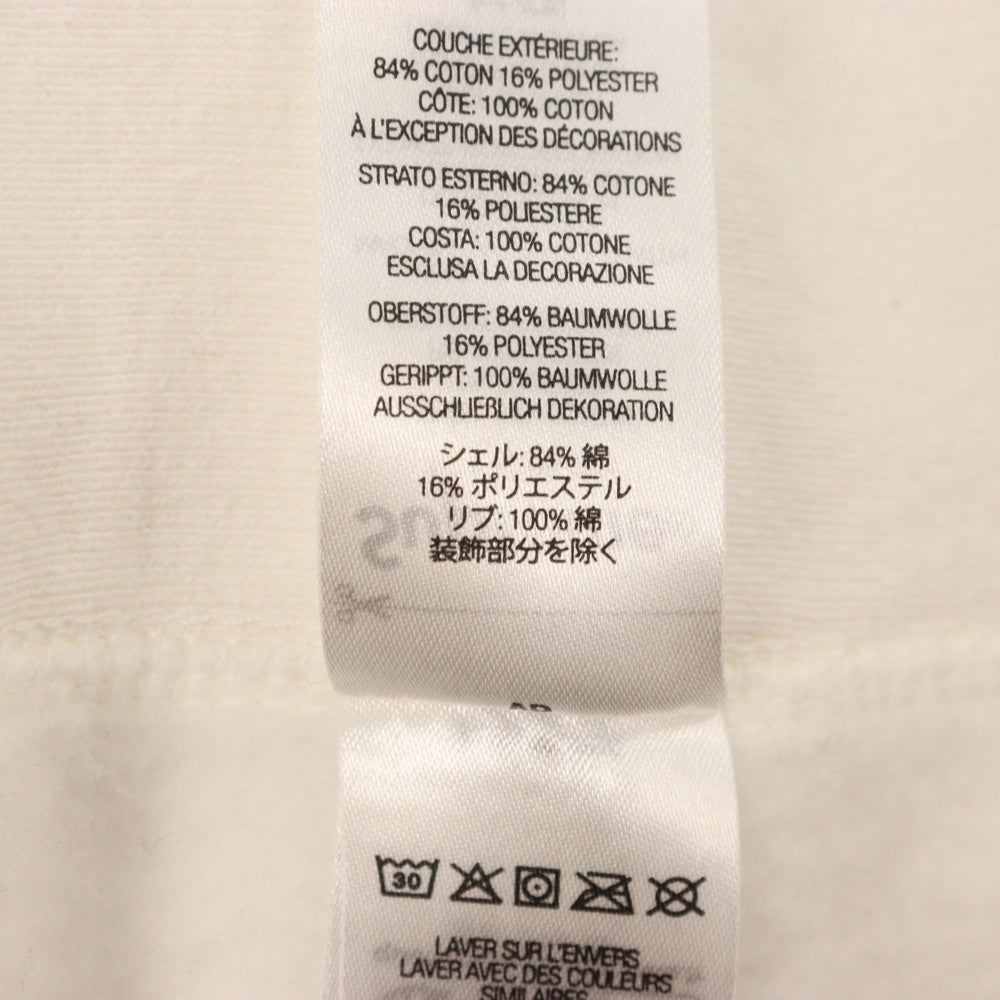 COUCHE EXTÉRIEURE:
84% COTON 16% POLYESTER
CÔTE: 100% COTON
À L'EXCEPTION DES DÉCORATIONS
STRATO ESTERNO: 84% COTONE
16% POLIESTERE
COSTA: 100% COTONE
ESCLUSA LA DECORAZIONE
OBERSTOFF: 84% BAUMWOLLE
16% POLYESTER
GERIPPT: 100% BAUMWOLLE
AUSSCHLIEßLICH DEKORATION
シェル: 84% 綿
16% ポリエステル
リブ: 100% 綿
装飾部分を除く
30
LAVER SUR L'ENVERS
LAVER AVEC DES COULEURS
SIMILAIRES